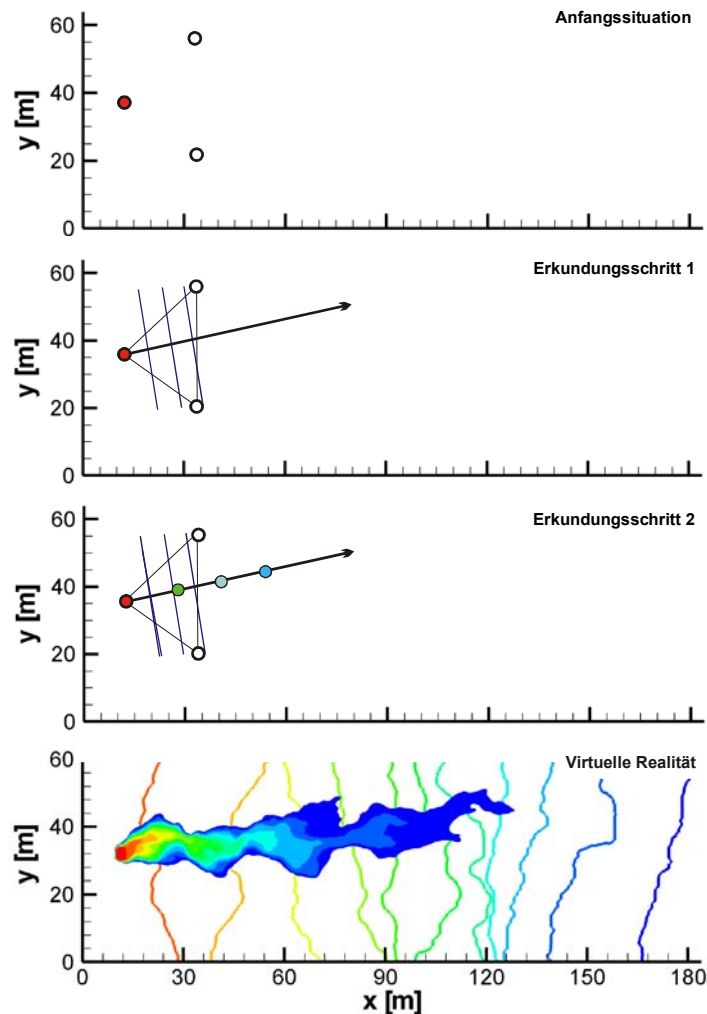 Anfangssituation
60
40
20
0
y [m]
Erkundungsschritt 1
60
40
20
0
y [m]
Erkundungsschritt 2
60
40
20
0
y [m]
Virtuelle Realität
60
40
20
0
y [m]
0 30 60 90 120 150 180
x [m]